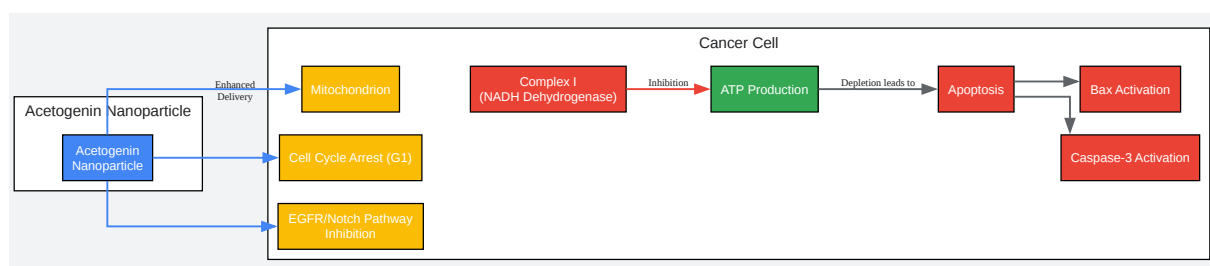 Cancer Cell
Enhanced
Delivery
Mitochondrion
Complex I
(NADH Dehydrogenase)
Inhibition
ATP Production
Depletion leads to
Apoptosis
Bax Activation
Acetogenin Nanoparticle
Acetogenin
Nanoparticle
Cell Cycle Arrest (G1)
Caspase-3 Activation
EGFR/Notch Pathway
Inhibition